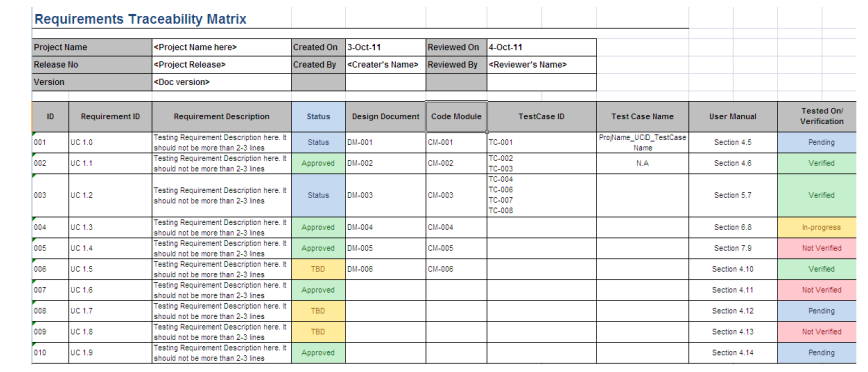 Requirements Traceability Matrix
Project Name <Project Name here> Created On 3-Oct-11 Reviewed On 4-Oct-11
Release No <Project Release> Created By <Creater's Name> Reviewed By <Reviewer's Name>
Version <Doc version>
ID Requirement ID Requirement Description Status Design Document Code Module TestCase ID Test Case Name User Manual Tested On/
Verification
001 UC 1.0 Testing Requirement Description here. It
should not be more than 2-3 lines Status DM-001 CM-001 TC-001 ProjName_UCID_TestCase
Name Section 4.5 Pending
002 UC 1.1 Testing Requirement Description here. It
should not be more than 2-3 lines Approved DM-002 CM-002 TC-002
TC-003 N.A Section 4.6 Verified
003 UC 1.2 Testing Requirement Description here. It
should not be more than 2-3 lines Status DM-003 CM-003 TC-004
TC-006
TC-007
TC-008 Section 5.7 Verified
004 UC 1.3 Testing Requirement Description here. It
should not be more than 2-3 lines Approved DM-004 CM-004 Section 6.8 In-progress
005 UC 1.4 Testing Requirement Description here. It
should not be more than 2-3 lines Approved DM-005 CM-005 Section 7.9 Not Verified
006 UC 1.5 Testing Requirement Description here. It
should not be more than 2-3 lines TBD DM-006 CM-006 Section 4.10 Verified
007 UC 1.6 Testing Requirement Description here. It
should not be more than 2-3 lines Approved Section 4.11 Not Verified
008 UC 1.7 Testing Requirement Description here. It
should not be more than 2-3 lines TBD Section 4.12 Pending
009 UC 1.8 Testing Requirement Description here. It
should not be more than 2-3 lines TBD Section 4.13 Not Verified
010 UC 1.9 Testing Requirement Description here. It
should not be more than 2-3 lines Approved Section 4.14 Pending